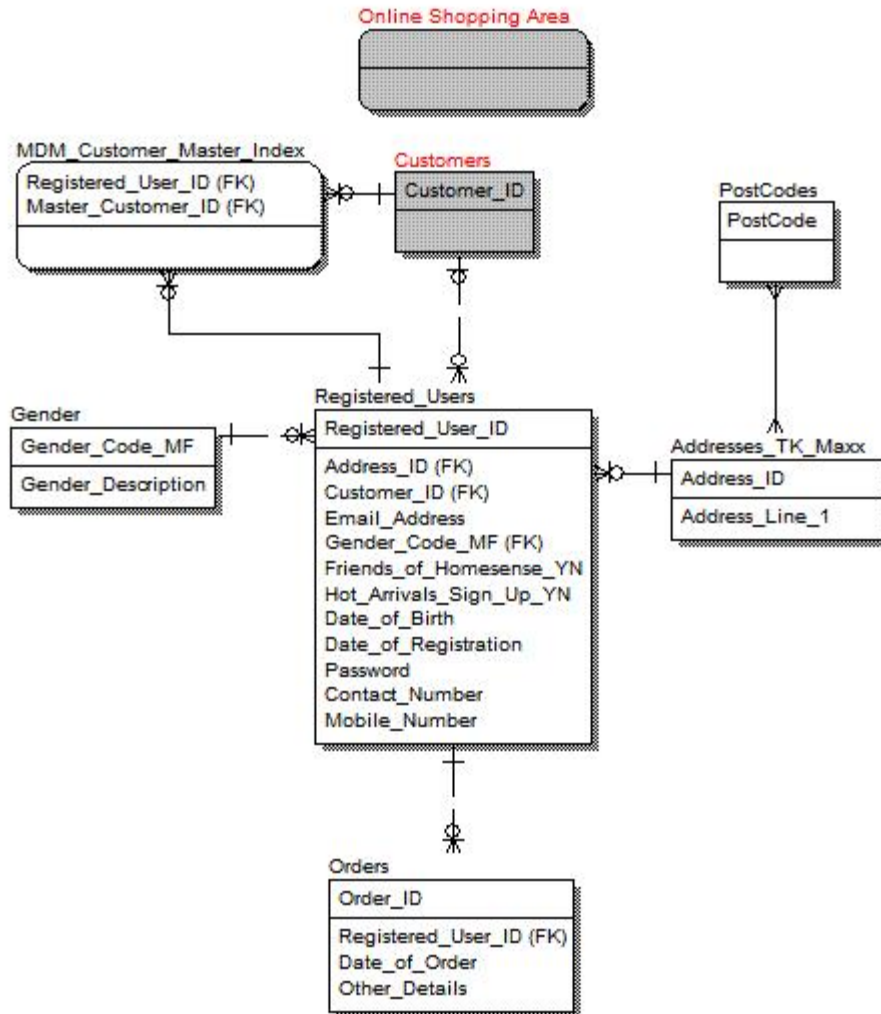 Online Shopping Area
MDM_Customer_Master_Index
Registered_User_ID (FK)
Master_Customer_ID (FK)
Customers
Customer_ID
PostCodes
PostCode
Gender
Gender_Code_MF
Gender_Description
Registered_Users
Registered_User_ID
Address_ID (FK)
Customer_ID (FK)
Email_Address
Gender_Code_MF (FK)
Friends_of_Homesense_YN
Hot_Arrivals_Sign_Up_YN
Date_of_Birth
Date_of_Registration
Password
Contact_Number
Mobile_Number
Addresses_TK_Maxx
Address_ID
Address_Line_1
Orders
Order_ID
Registered_User_ID (FK)
Date_of_Order
Other_Details